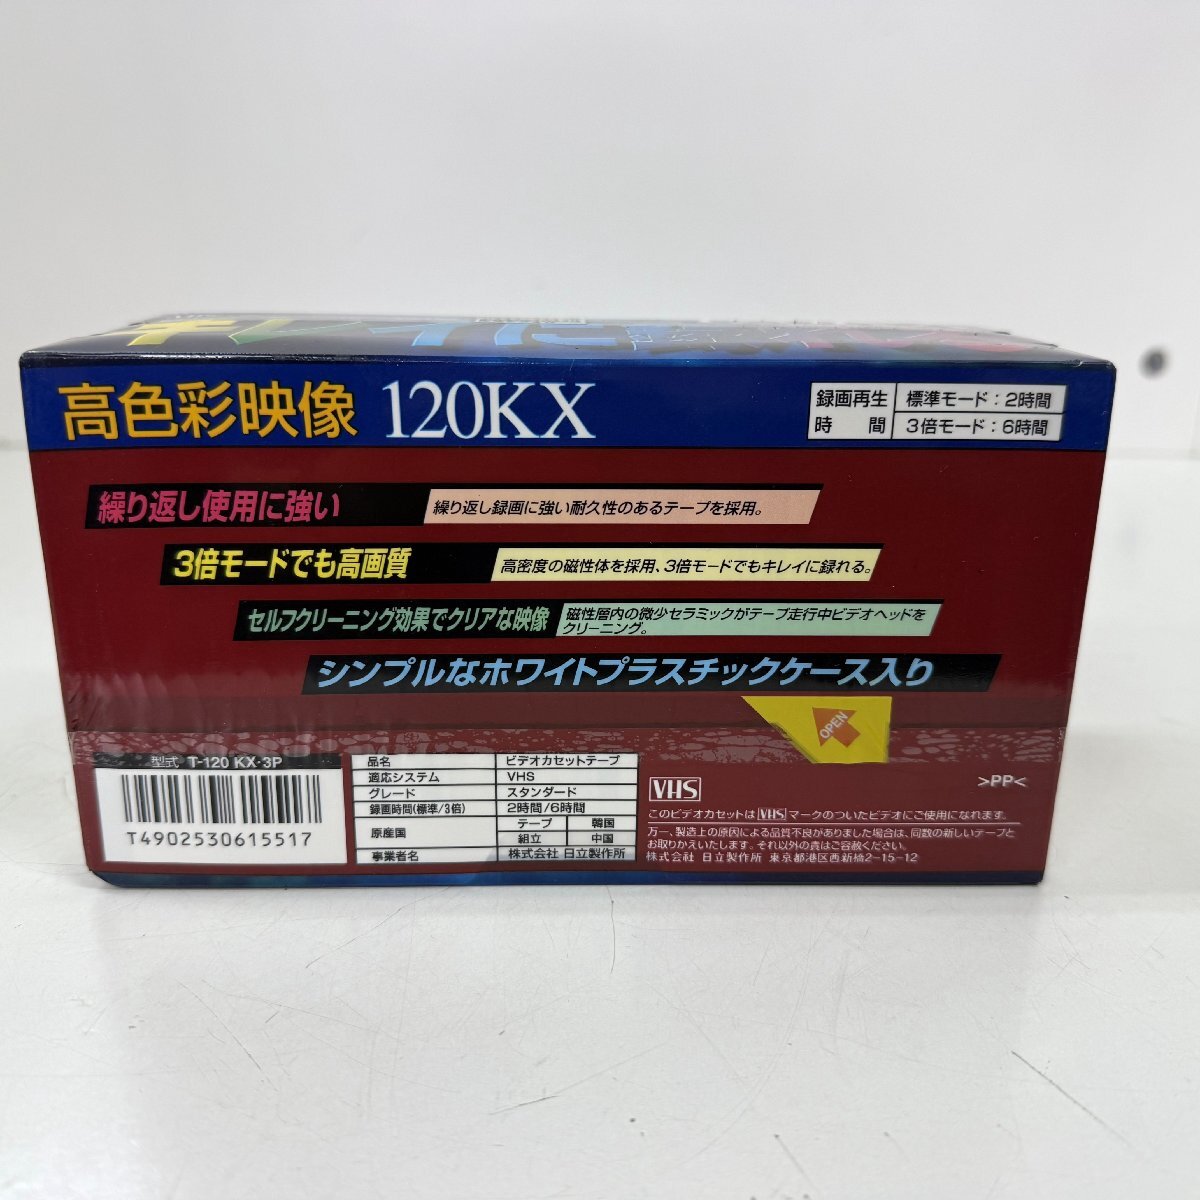 高色彩映像 120KX
録画再生時間
標準モード：2時間
3倍モード：6時間
繰り返し使用に強い
繰り返し録画に強い耐久性のあるテープを採用。
3倍モードでも高画質
高密度の磁性体を採用、3倍モードでもキレイに録れる。
セルフクリーニング効果でクリアな映像
磁性層内の微少セラミックがテープ走行中ビデオヘッドを
クリーニング。
シンプルなホワイトプラスチックケース入り
OPEN
型式 T-120 KX･3P
T4902530615517
品名 ビデオカセットテープ
適応システム VHS
グレード スタンダード
録画時間(標準/3倍) 2時間/6時間
原産国 テープ 韓国
組立 中国
事業者名 株式会社 日立製作所
VHS
>PP<
このビデオカセットは VHS マークのついたビデオにご使用になれます。
万一、製造上の原因による品質不良がありました場合は、同数の新しいテープと
お取りかえいたします。それ以外の責はご容赦ください。
株式会社 日立製作所 東京都港区西新橋2-15-12